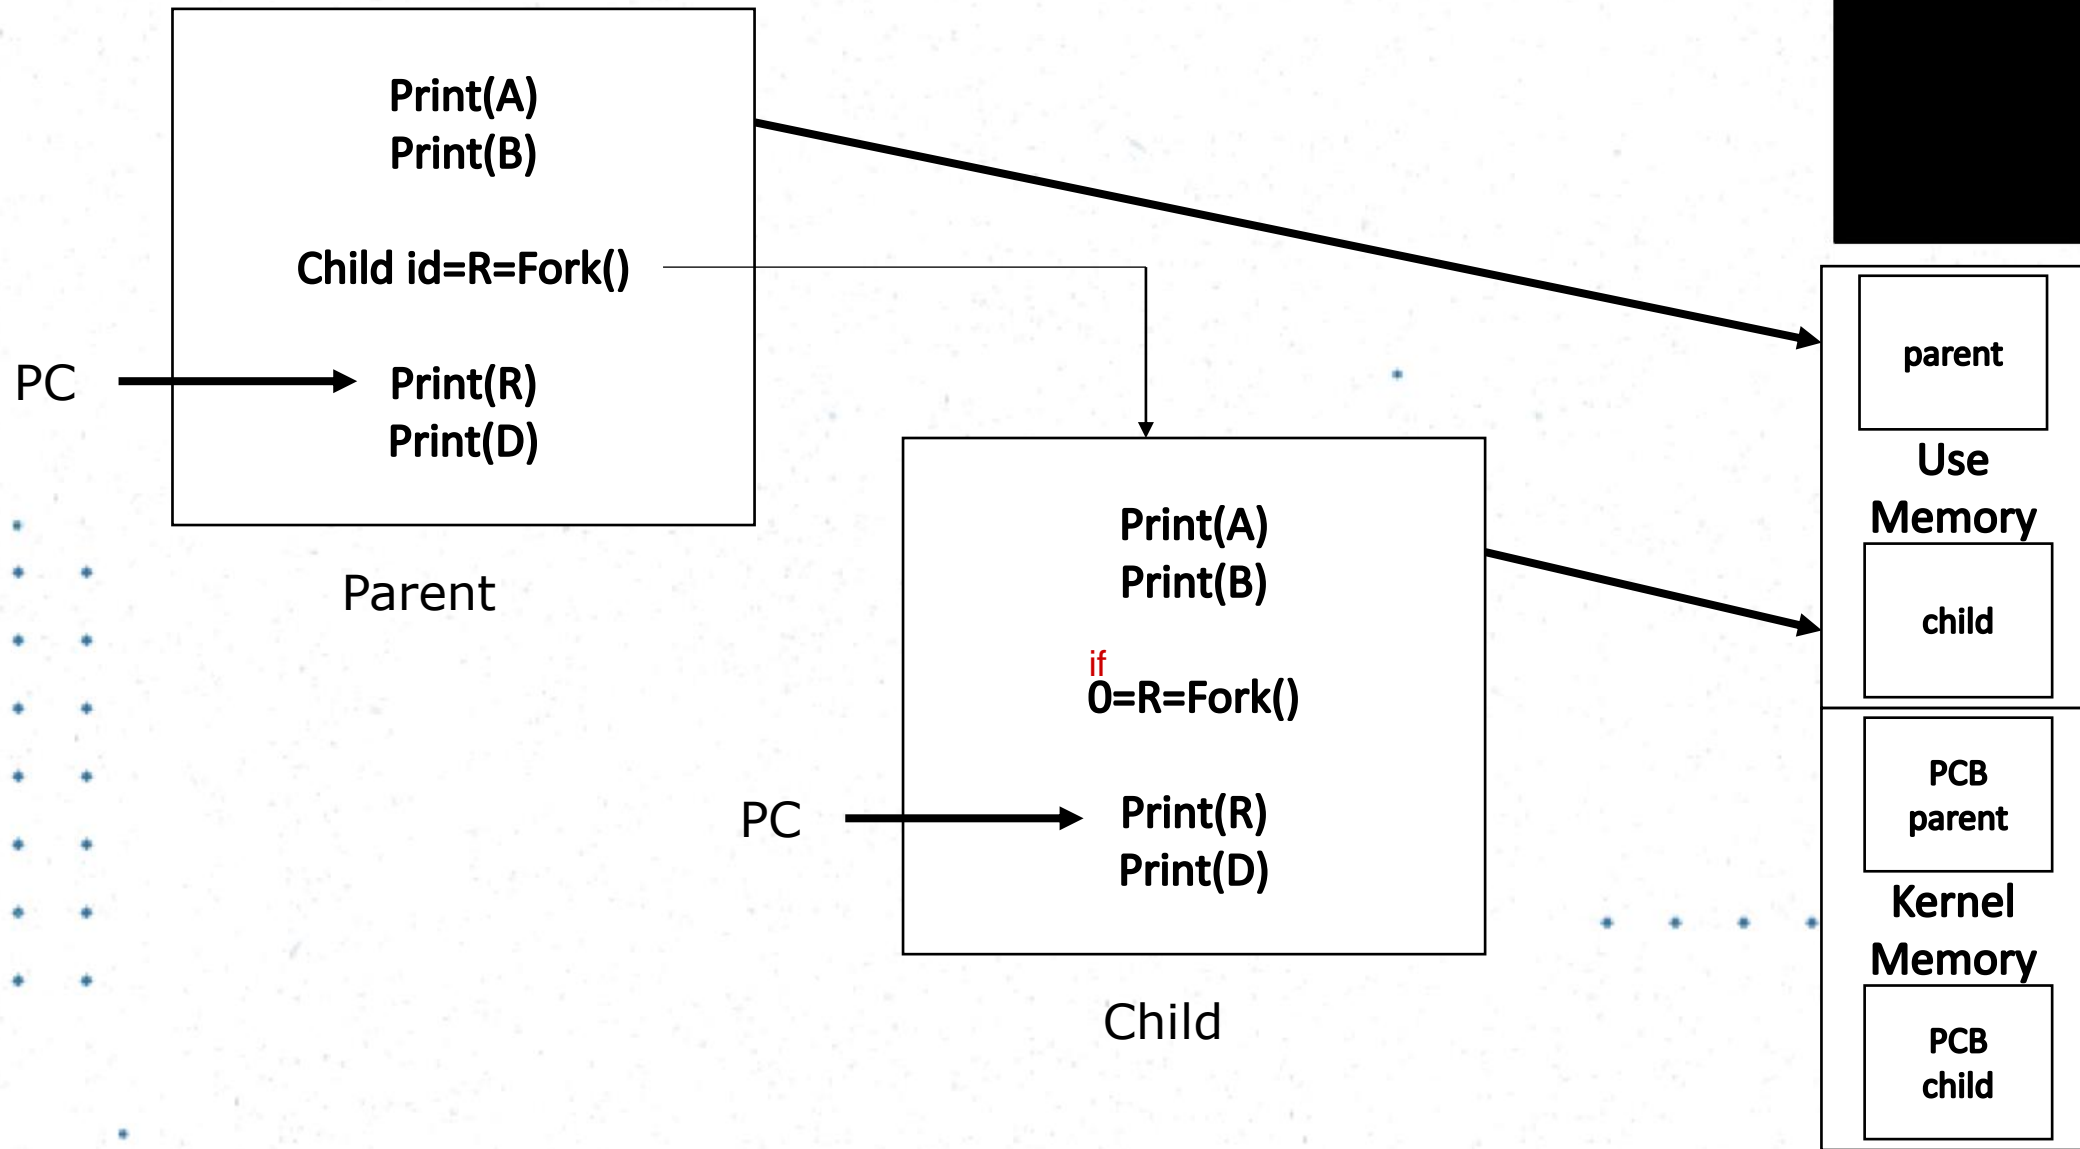 Print(A)
Print(B)
Child id=R=Fork()
PC
Print(R)
Print(D)
Parent
Print(A)
Print(B)
if
0=R=Fork()
PC
Print(R)
Print(D)
Child
parent
Use
Memory
child
PCB
parent
Kernel
Memory
PCB
child